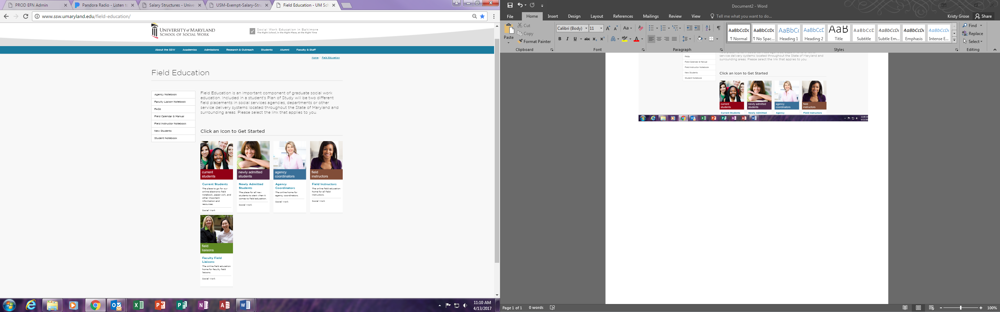 PROD EFN Admin
Pandora Radio - Listen to
Salary Structures - Univer
USM-Exempt-Salary-Stru
Field Education - UM Sch
www.ssw.umaryland.edu/field-education/
UNIVERSITY of MARYLAND
SCHOOL OF SOCIAL WORK
Social Work Education in Baltimore
The Right School, in the Right Place, at the Right Time
About the SSW Academics Admissions Research & Outreach Students Alumni Faculty & Staff
Home / Field Education
Field Education
Agency Notebook
Faculty Liaison Notebook
FAQs
Field Calendar & Manual
Field Instructor Notebook
New Students
Student Notebook
Field Education is an important component of graduate social work
education. Included in a student's Plan of Study will be two different
field placements in social services agencies, departments or other
service delivery systems located throughout the State of Maryland and
surrounding areas. Please select the link that applies to you.
Click an Icon to Get Started
current
students
Current Students
The place to go for our
online electronic field
notebook, paperwork, and
other important
information and
resources.
Social Work
newly admitted
students
Newly Admitted
Students
The place for all new
students to start when it
comes to field education.
Social Work
agency
coordinators
Agency
Coordinators
The online home for
agency coordinators.
Social Work
field
instructors
Field Instructors
The online field education
home for all field
instructors.
Social Work
field
liaisons
Faculty Field
Liaisons
The online field education
home for faculty field
liaisons.
Social Work
11:10 AM
4/13/2017
Document2 - Word
File Home Insert Design Layout References Mailings Review View Tell me what you want to do...
Kristy Grose Share
Paste
Cut
Copy
Format Painter
Clipboard
Calibri (Body) 11
Font
Paragraph
AaBbCcDc
¶ Normal
AaBbCcDc
¶ No Spac...
AaBbCc
Heading 1
AaBbCcD
Heading 2
AaB
Title
AaBbCcD
Subtitle
AaBbCcDc
Subtle Em...
AaBbCcDc
Emphasis
AaBbCcDc
Intense E...
Styles
Find
Replace
Select
Editing
service delivery systems located throughout the State of Maryland and
surrounding areas. Please select the link that applies to you.
FAQs
Field Calendar & Manual
Field Instructor Notebook
New Students
Student Notebook
Click an Icon to Get Started
current
students
Current Students
newly admitted
students
Newly Admitted
agency
coordinators
Agency
field
instructors
Field Instructors
Page 1 of 1 0 words
100%